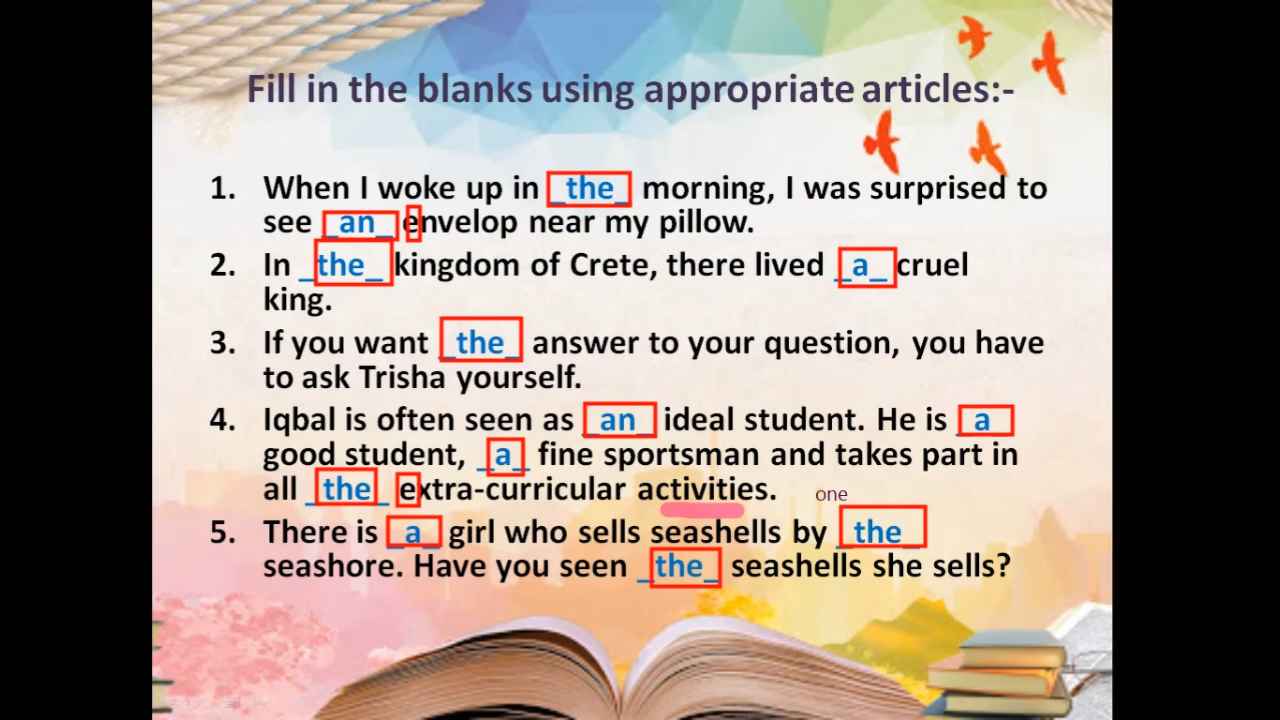 Fill in the blanks using appropriate articles:-
1. When I woke up in _the_ morning, I was surprised to
see _an_ envelop near my pillow.
2. In _the_ kingdom of Crete, there lived _a_ cruel
king.
3. If you want _the_ answer to your question, you have
to ask Trisha yourself.
4. Iqbal is often seen as _an_ ideal student. He is _a_
good student, _a_ fine sportsman and takes part in
all _the_ extra-curricular activities.
one
5. There is _a_ girl who sells seashells by _the_
seashore. Have you seen _the_ seashells she sells?